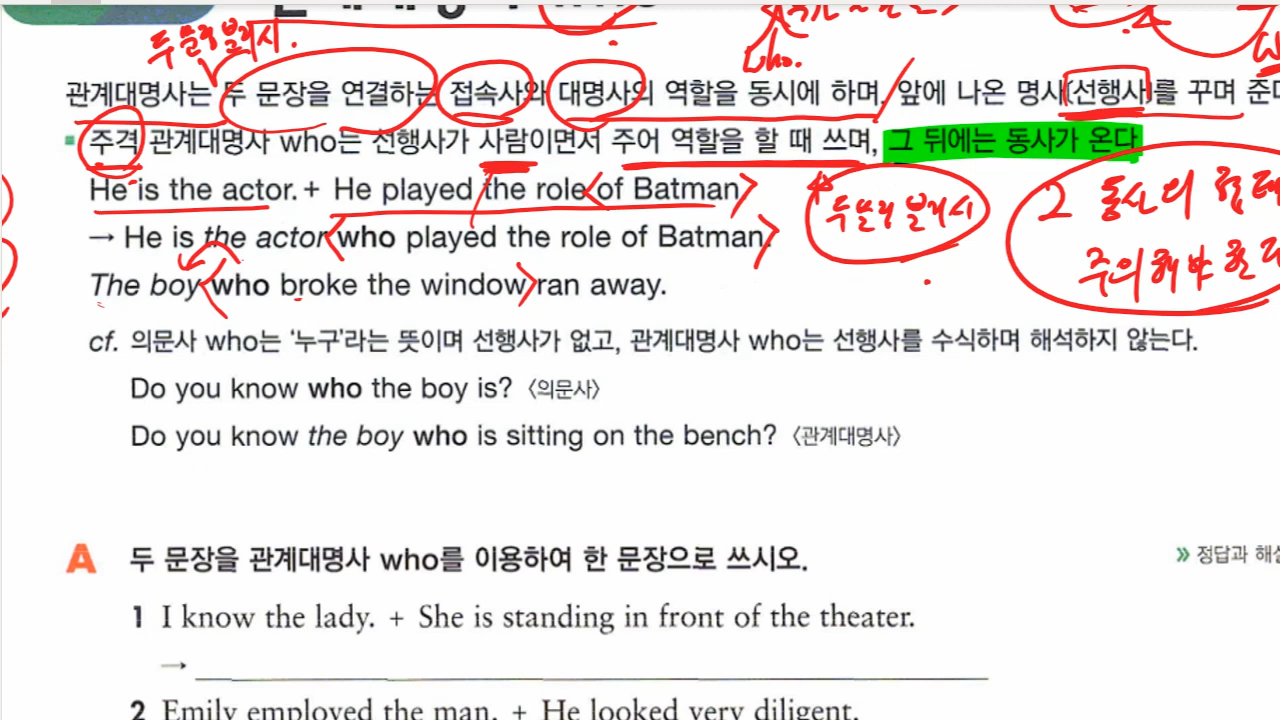 두 쓸데 블리시.
who.
관계대명사는 두 문장을 연결하는 접속사와 대명사의 역할을 동시에 하며, 앞에 나온 명사(선행사)를 꾸며 준다
주격 관계대명사 who는 선행사가 사람이면서 주어 역할을 할 때 쓰며, 그 뒤에는 동사가 온다
He is the actor. + He played the role of Batman
→ He is the actor who played the role of Batman.
The boy who broke the window ran away.
2 동사의 형태
주의해야 한다
cf. 의문사 who는 '누구'라는 뜻이며 선행사가 없고, 관계대명사 who는 선행사를 수식하며 해석하지 않는다.
Do you know who the boy is? 〈의문사〉
Do you know the boy who is sitting on the bench? 〈관계대명사〉
A 두 문장을 관계대명사 who를 이용하여 한 문장으로 쓰시오.
» 정답과 해설
1 I know the lady. + She is standing in front of the theater.
→
2 Emily employed the man. + He looked very diligent.